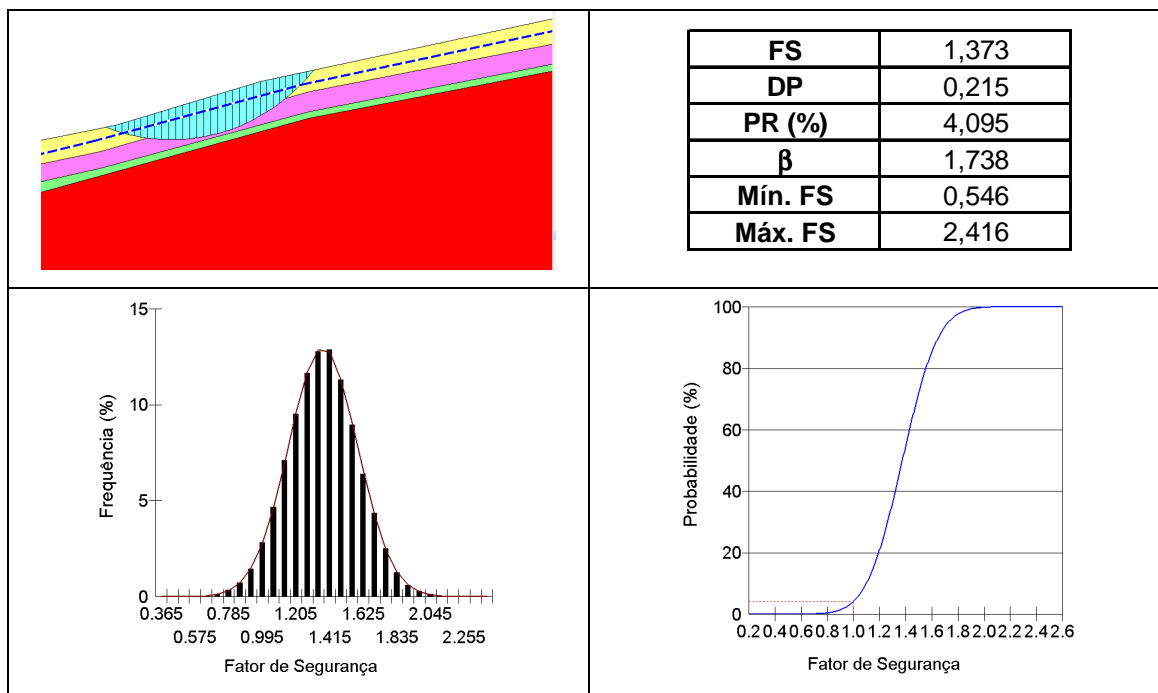 FS 1,373
DP 0,215
PR (%) 4,095
β 1,738
Mín. FS 0,546
Máx. FS 2,416
15
10
5
0
Frequência (%)
0.365 0.785 1.205 1.625 2.045
0.575 0.995 1.415 1.835 2.255
Fator de Segurança
100
80
60
40
20
0
Probabilidade (%)
0.2 0.4 0.6 0.8 1.0 1.2 1.4 1.6 1.8 2.0 2.2 2.4 2.6
Fator de Segurança